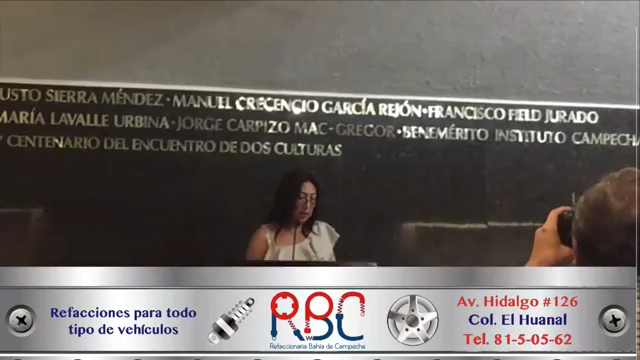 USTO SIERRA MÉNDEZ · MANUEL CRECENCIO GARCÍA REJÓN · FRANCISCO FIELD JURADO
MARÍA LAVALLE URBINA · JORGE CARPIZO MAC - GREGOR · BENEMÉRITO INSTITUTO CAMPECHA
V CENTENARIO DEL ENCUENTRO DE DOS CULTURAS
Refacciones para todo
tipo de vehículos
RBC
Refaccionaria Bahía de Campeche
Av. Hidalgo #126
Col. El Huanal
Tel. 81-5-05-62